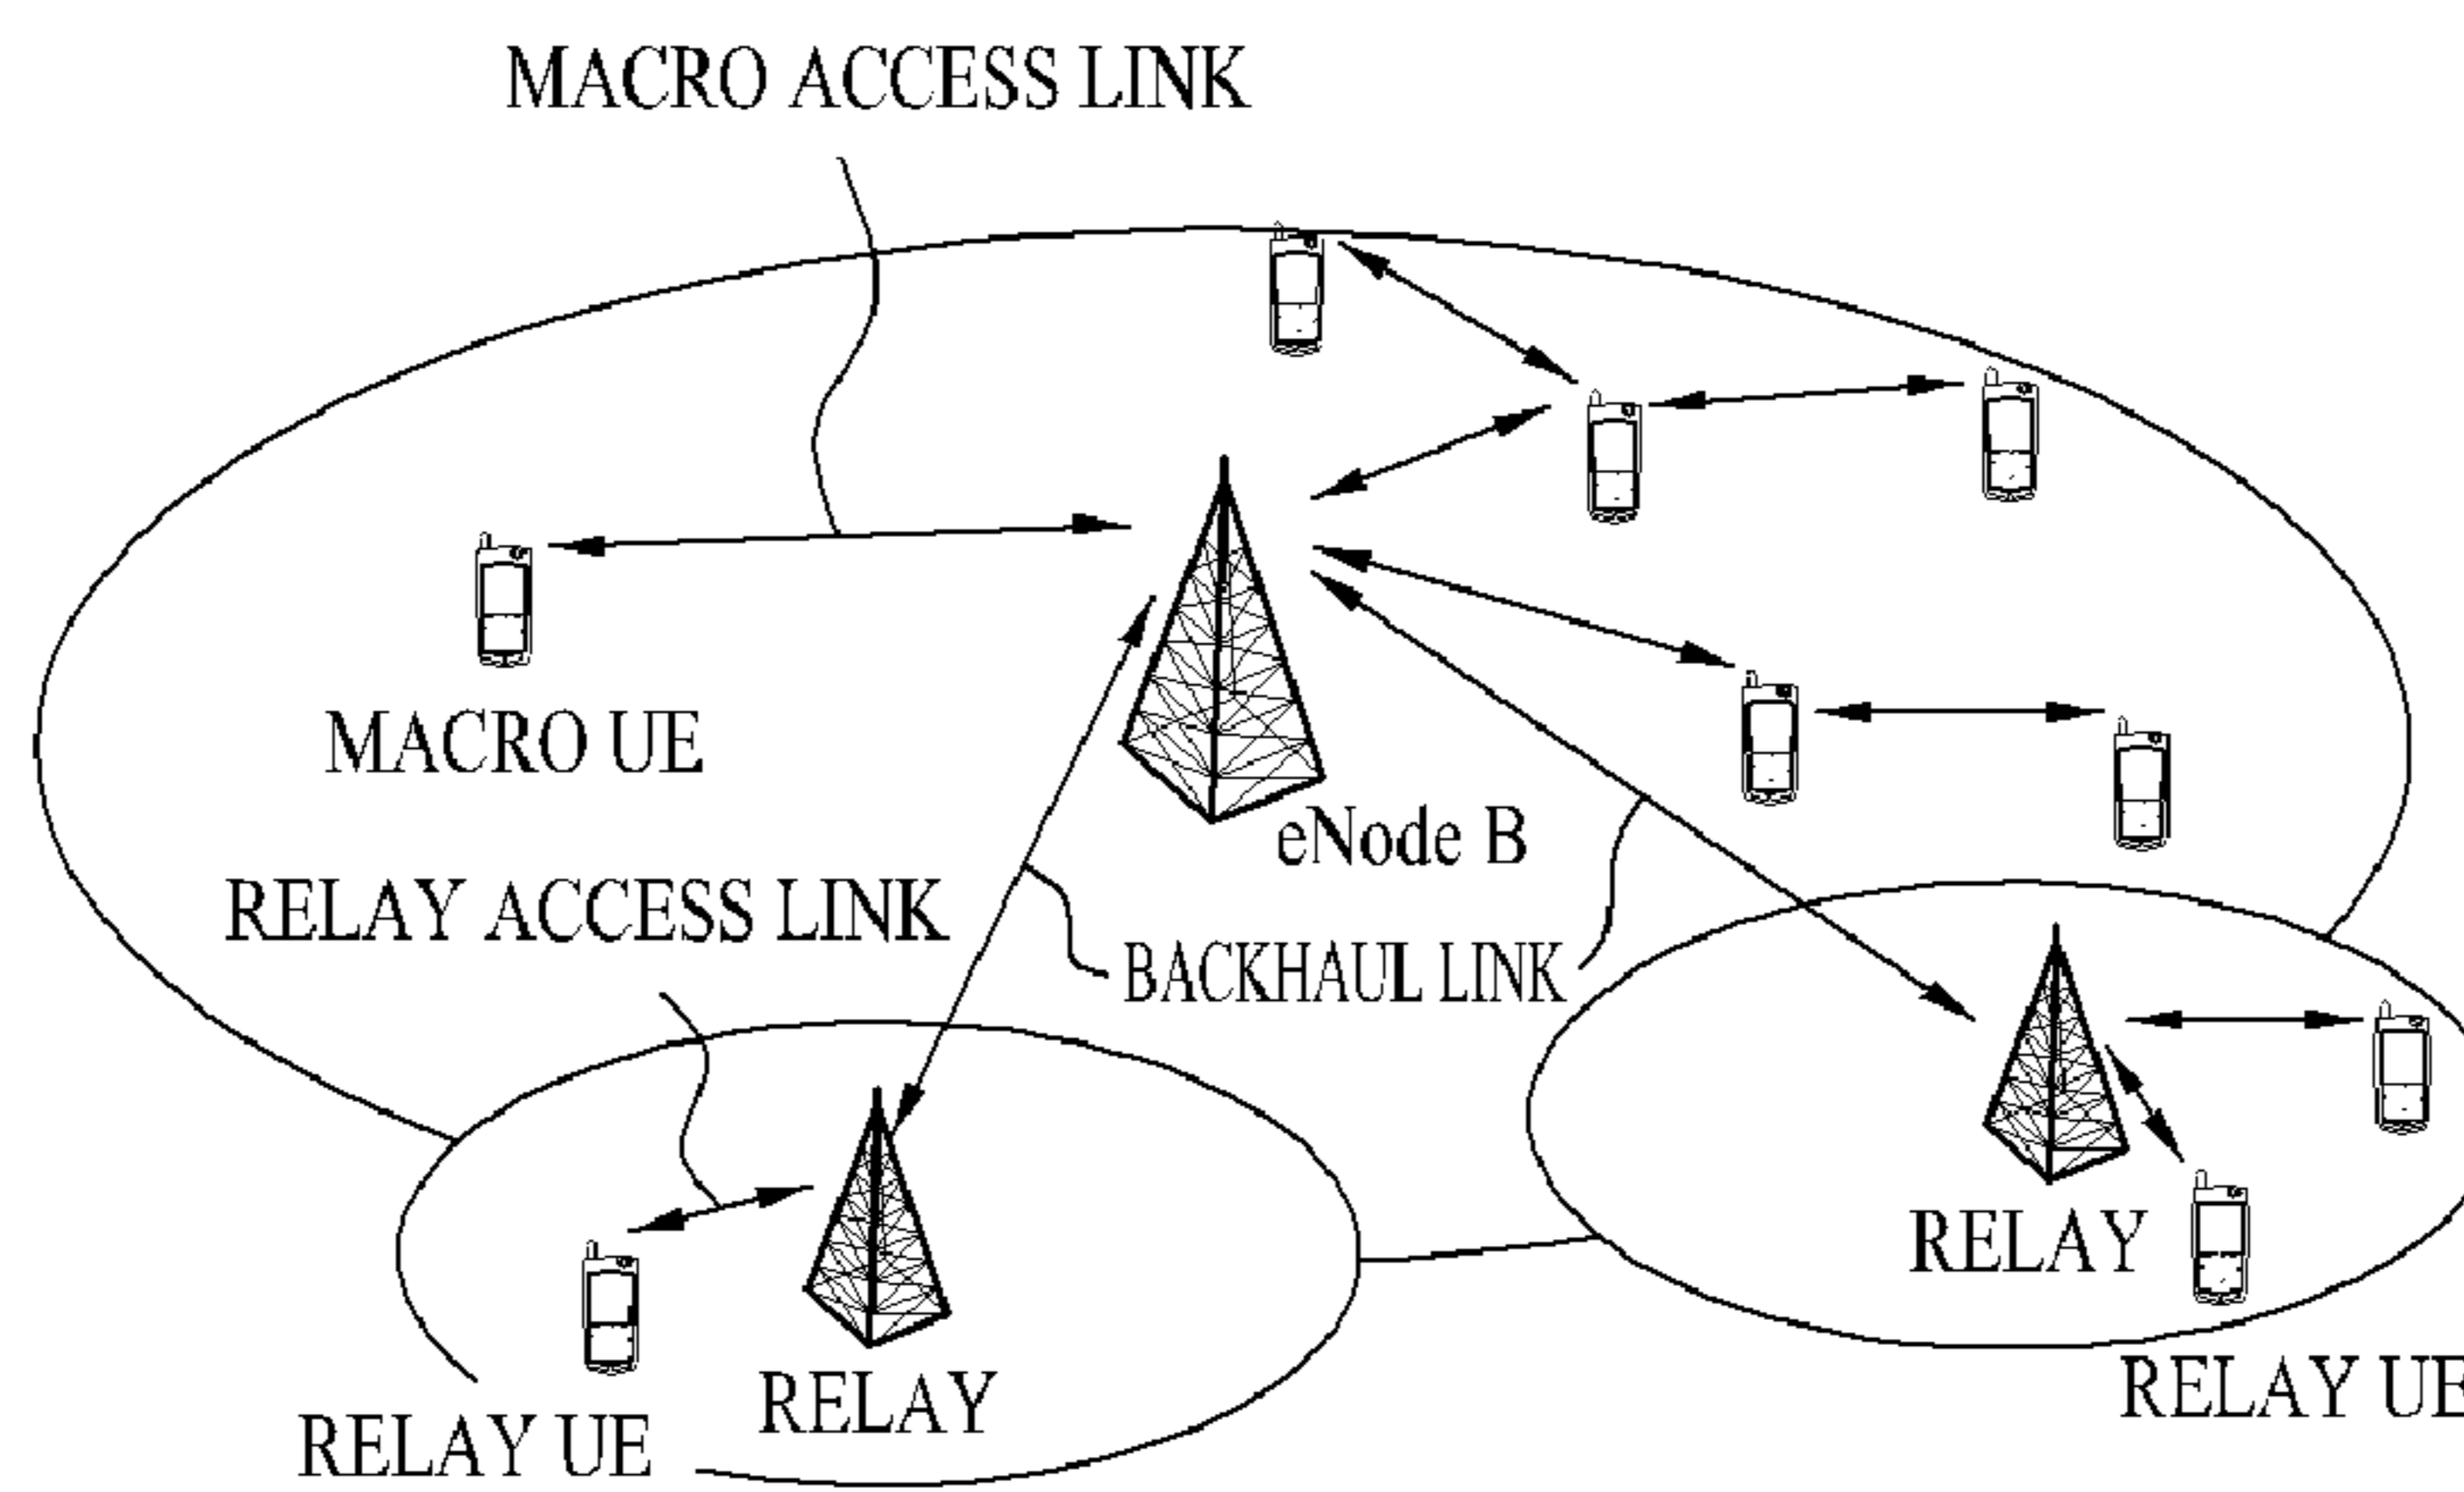 MACRO ACCESS LINK
MACRO UE
eNode B
RELAY ACCESS LINK
BACKHAUL LINK
RELAY
RELAY UE
RELAY
RELAY UE